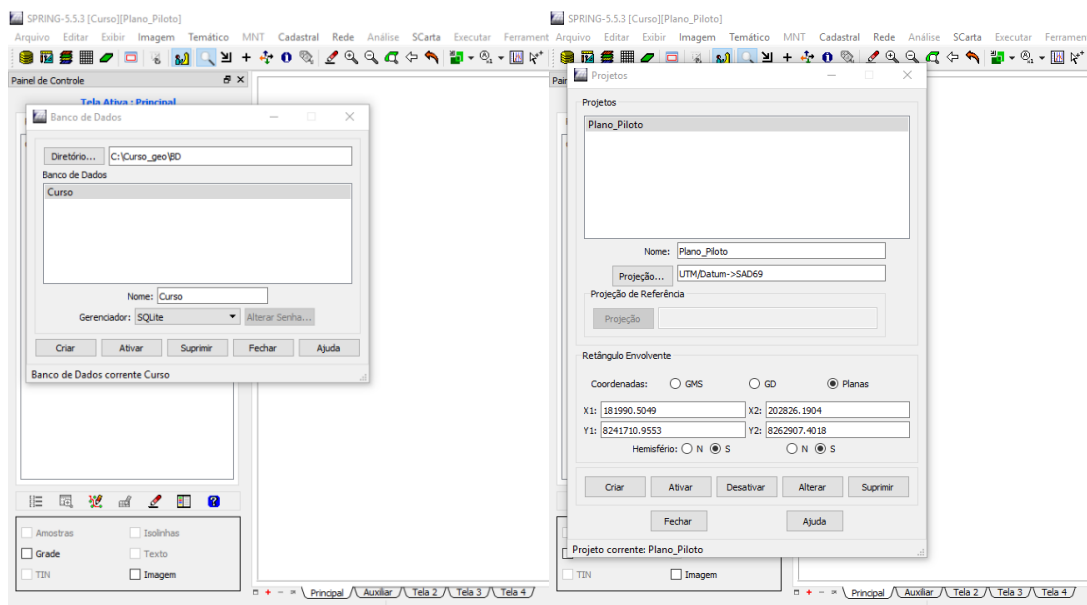 SPRING-5.5.3 [Curso][Plano_Piloto]
Arquivo Editar Exibir Imagem Temático MNT Cadastral Rede Análise SCarta Executar Ferrament
Painel de Controle
Tela Ativa : Principal
Banco de Dados
Diretório... C:\Curso_geo\BD
Banco de Dados
Curso
Nome: Curso
Gerenciador: SQLite Alterar Senha...
Criar Ativar Suprimir Fechar Ajuda
Banco de Dados corrente Curso
Amostras Isolinhas
Grade Texto
TIN Imagem
Principal Auxiliar Tela 2 Tela 3 Tela 4
SPRING-5.5.3 [Curso][Plano_Piloto]
Arquivo Editar Exibir Imagem Temático MNT Cadastral Rede Análise SCarta Executar Ferramen
Projetos
Projetos
Plano_Piloto
Nome: Plano_Piloto
Projeção... UTM/Datum->SAD69
Projeção de Referência
Projeção
Retângulo Envolvente
Coordenadas: GMS GD Planas
X1: 181990.5049 X2: 202826.1904
Y1: 8241710.9553 Y2: 8262907.4018
Hemisfério: N S N S
Criar Ativar Desativar Alterar Suprimir
Fechar Ajuda
Projeto corrente: Plano_Piloto
TIN Imagem
Principal Auxiliar Tela 2 Tela 3 Tela 4